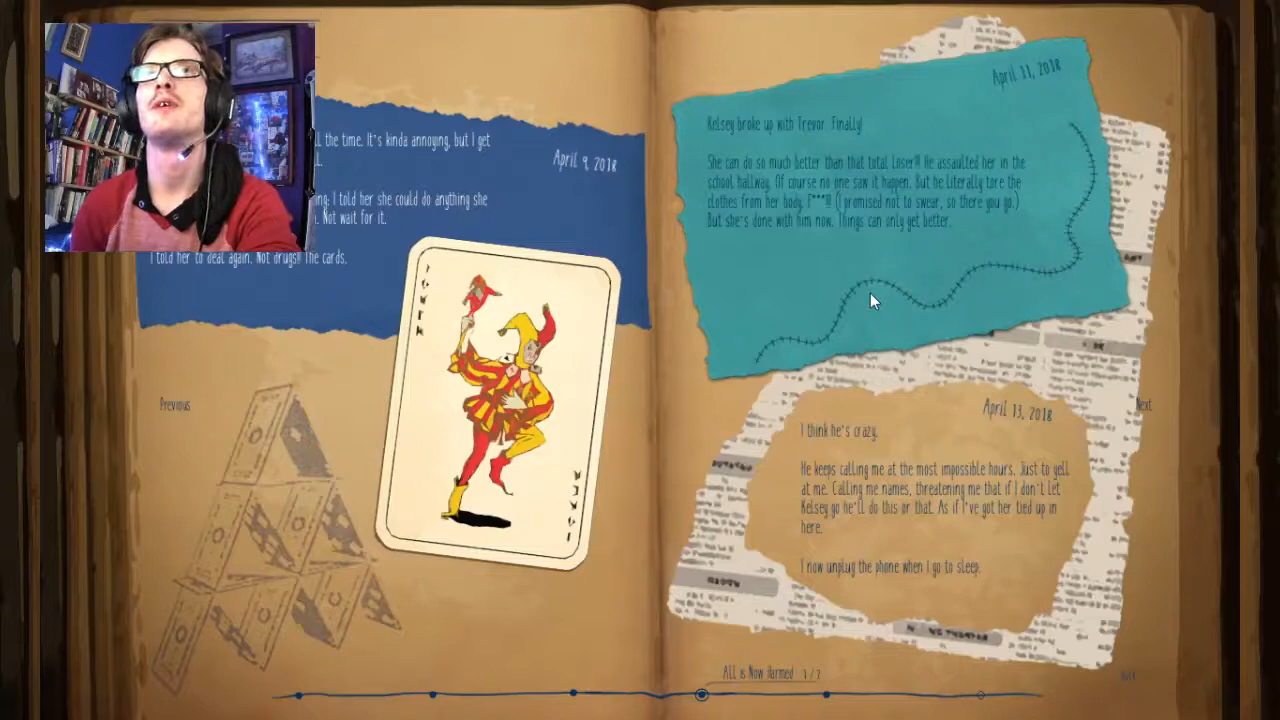 ll the time. It's kinda annoying, but I get
l.
April 9, 2018
ing; I told her she could do anything she
n. Not wait for it.
I told her to deal again. Not drugs!! The cards.
JOKER
JOKER
Previous
April 11, 2018
Kelsey broke up with Trevor. Finally!
She can do so much better than that total loser!!! He assaulted her in the
school hallway. Of course no one saw it happen. But he literally tore the
clothes from her body. F***!! (I promised not to swear, so there you go.)
But she's done with him now. Things can only get better.
April 13, 2018
Next
I think he's crazy.
He keeps calling me at the most impossible hours. Just to yell
at me. Calling me names, threatening me that if I don't let
Kelsey go he'll do this or that. As if I've got her tied up in
here.
I now unplug the phone when I go to sleep.